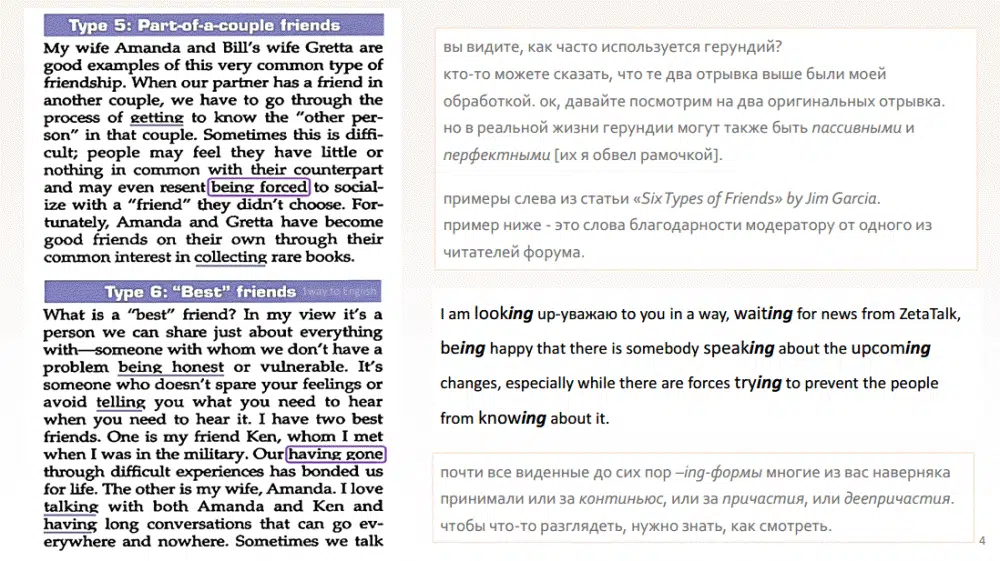 Type 5: Part-of-a-couple friends
My wife Amanda and Bill's wife Gretta are
good examples of this very common type of
friendship. When our partner has a friend in
another couple, we have to go through the
process of getting to know the "other per-
son" in that couple. Sometimes this is diffi-
cult; people may feel they have little or
nothing in common with their counterpart
and may even resent being forced to social-
ize with a "friend" they didn't choose. For-
tunately, Amanda and Gretta have become
good friends on their own through their
common interest in collecting rare books.
Type 6: "Best" friends
1way to English
What is a "best" friend? In my view it's a
person we can share just about everything
with—someone with whom we don't have a
problem being honest or vulnerable. It's
someone who doesn't spare your feelings or
avoid telling you what you need to hear
when you need to hear it. I have two best
friends. One is my friend Ken, whom I met
when I was in the military. Our having gone
through difficult experiences has bonded us
for life. The other is my wife, Amanda. I love
talking with both Amanda and Ken and
having long conversations that can go ev-
erywhere and nowhere. Sometimes we talk
вы видите, как часто используется герундий?
кто-то можете сказать, что те два отрывка выше были моей
обработкой. ок, давайте посмотрим на два оригинальных отрывка.
но в реальной жизни герундии могут также быть пассивными и
перфектными [их я обвел рамочкой].
примеры слева из статьи «Six Types of Friends» by Jim Garcia.
пример ниже - это слова благодарности модератору от одного из
читателей форума.
I am looking up-уважаю to you in a way, waiting for news from ZetaTalk,
being happy that there is somebody speaking about the upcoming
changes, especially while there are forces trying to prevent the people
from knowing about it.
почти все виденные до сих пор –ing-формы многие из вас наверняка
принимали или за континьюс, или за причастия, или деепричастия.
чтобы что-то разглядеть, нужно знать, как смотреть.
4